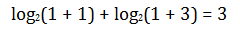 log₂(1 + 1) + log₂(1 + 3) = 3